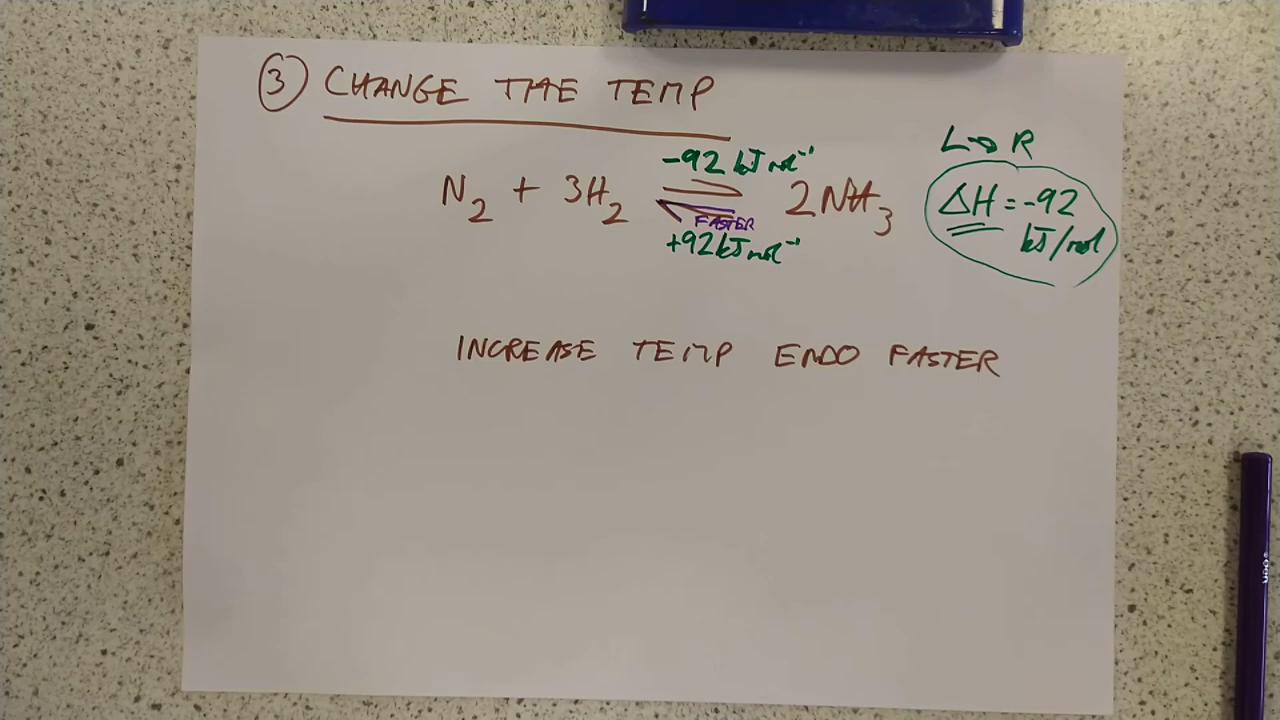 ③ CHANGE THE TEMP
L→R
-92 kJ mol⁻¹
N₂ + 3H₂ ⇌ 2NH₃
ΔH = -92 kJ/mol
FASTER
+92 kJ mol⁻¹
INCREASE TEMP ENDO FASTER